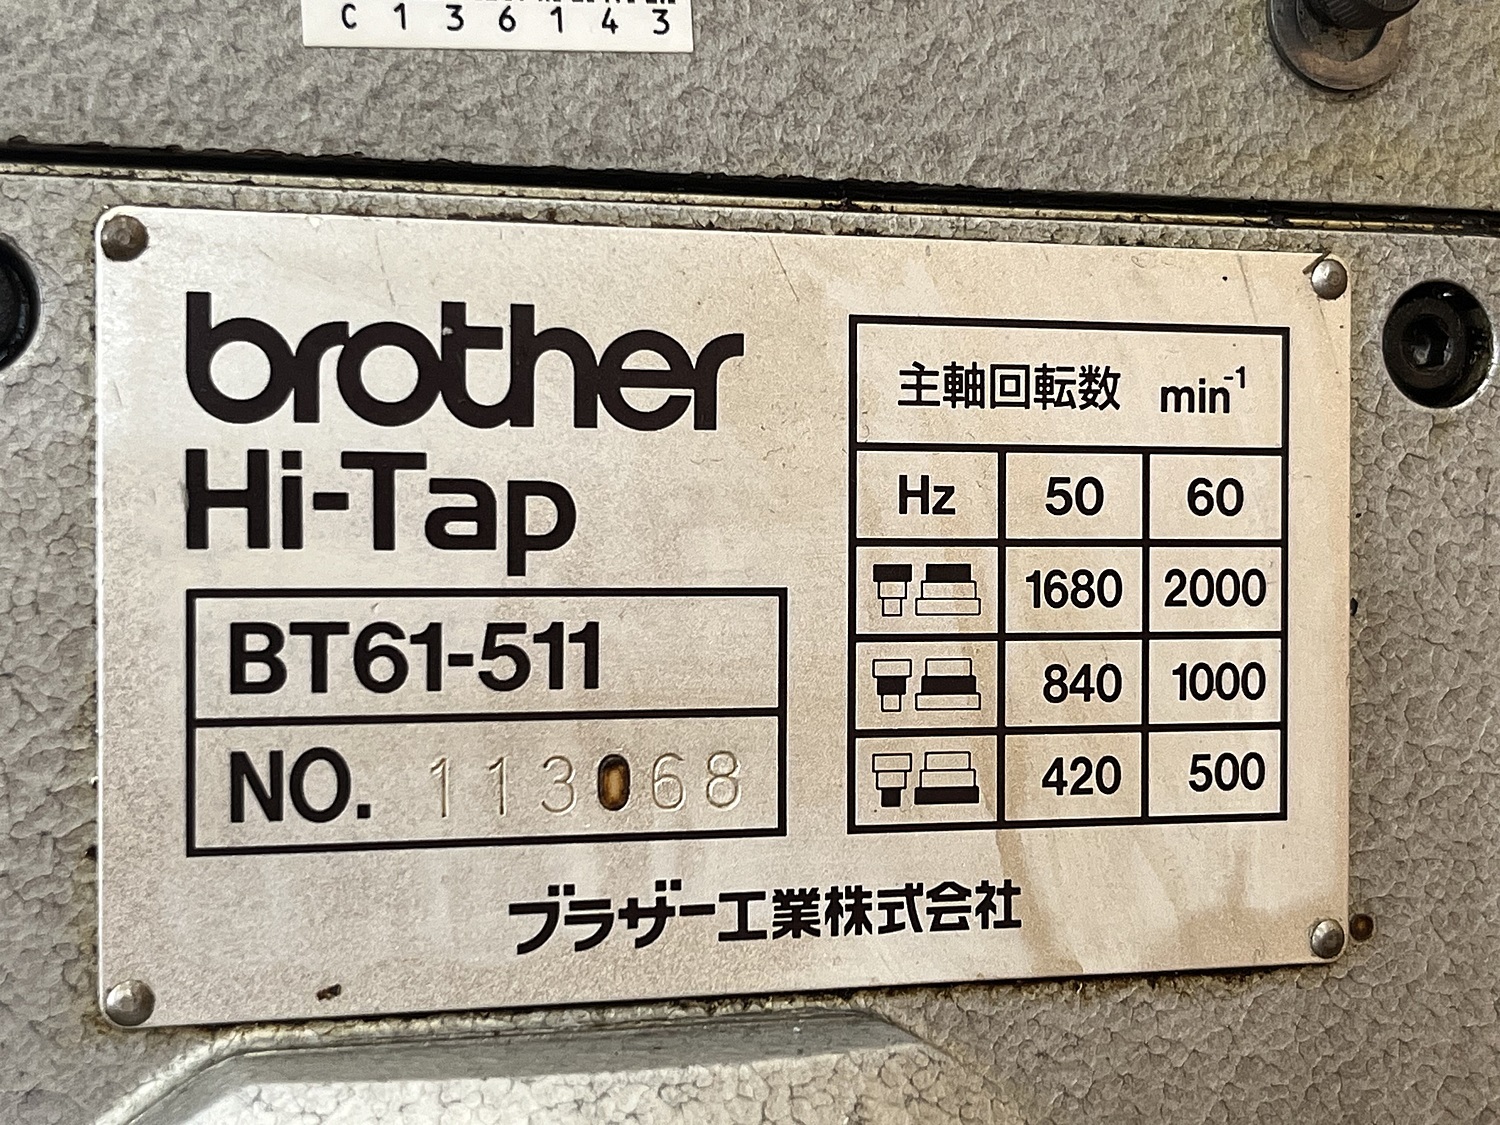 C136143
brother
Hi-Tap
BT61-511
NO. 113068
主軸回転数 min⁻¹
Hz 50 60
1680 2000
840 1000
420 500
ブラザー工業株式会社